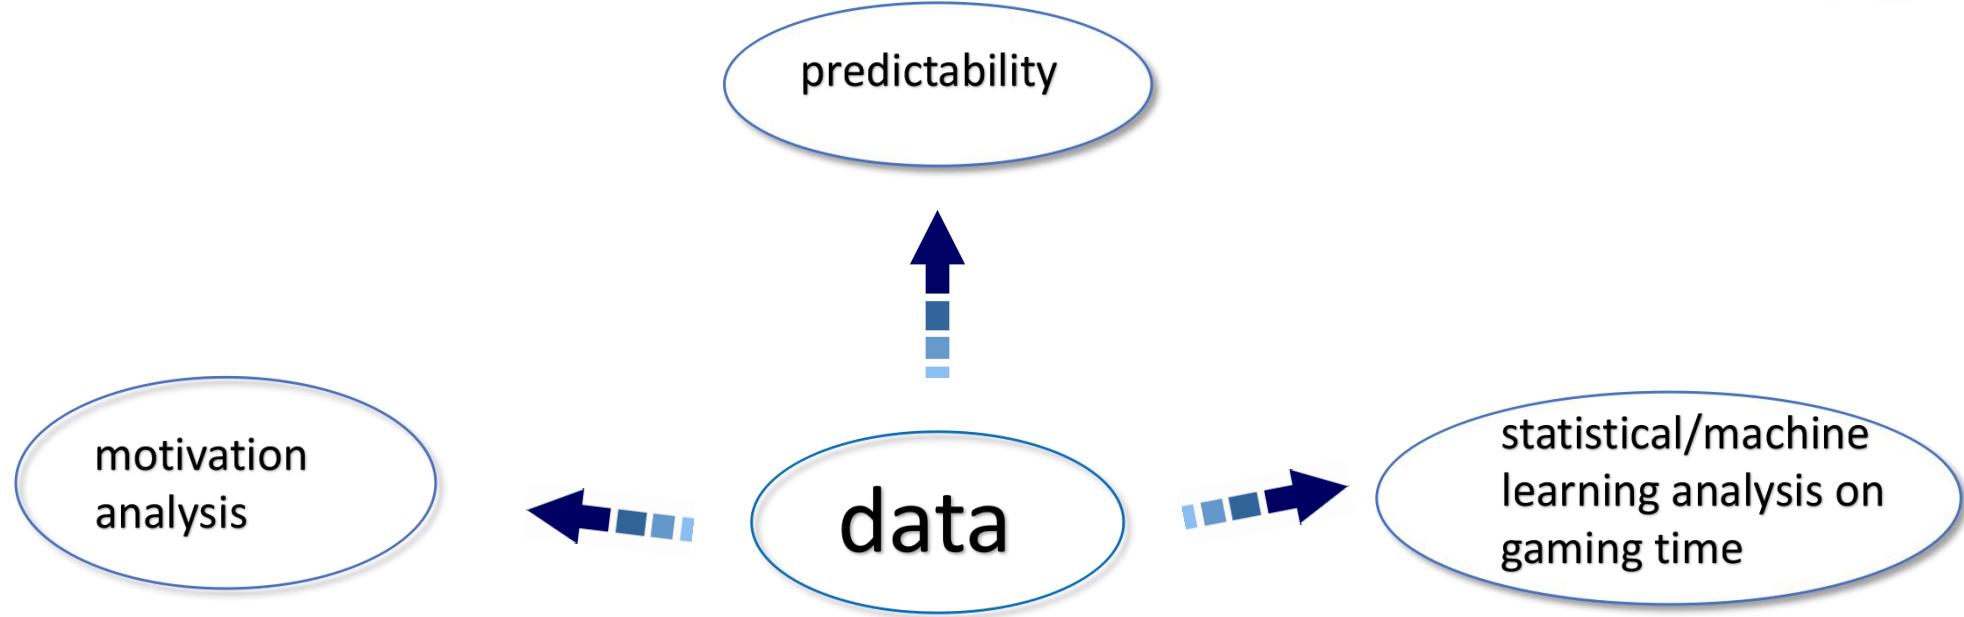 predictability
motivation
analysis
data
statistical/machine
learning analysis on
gaming time